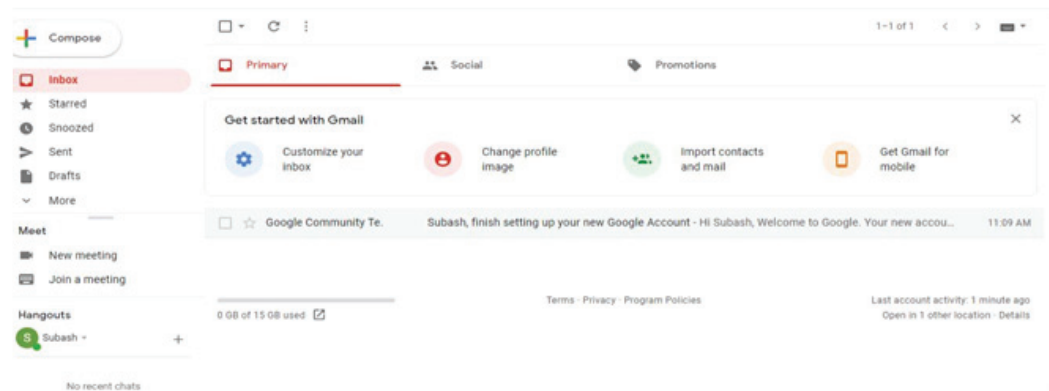 Compose
Inbox
Starred
Snoozed
Sent
Drafts
More
Meet
New meeting
Join a meeting
Hangouts
S Subash
No recent chats
1-1 of 1
Primary Social Promotions
Get started with Gmail
Customize your
inbox
Change profile
image
Import contacts
and mail
Get Gmail for
mobile
Google Community Te. Subash, finish setting up your new Google Account - Hi Subash, Welcome to Google. Your new accou... 11:09 AM
0 GB of 15 GB used
Terms · Privacy · Program Policies
Last account activity: 1 minute ago
Open in 1 other location · Details